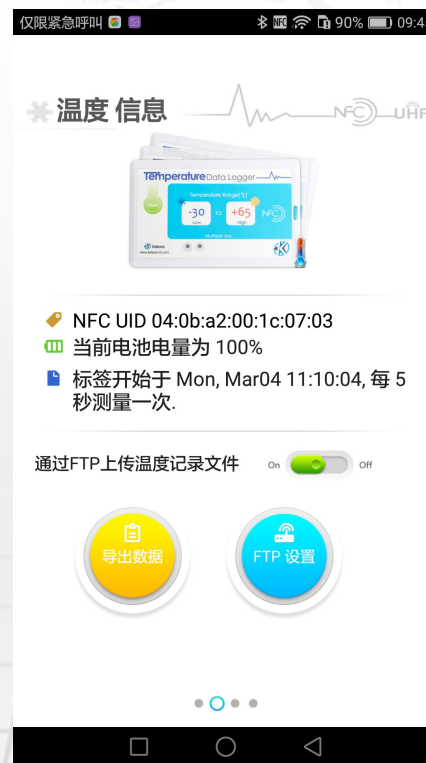 仅限紧急呼叫 90% 09:4
温度 信息
NFC UHF
Temperature Data Logger
Start
Temperature Range(°C)
-30 TO +65 NFC
Low High
Multiple Use
NFC UID 04:0b:a2:00:1c:07:03
当前电池电量为 100%
标签开始于 Mon, Mar04 11:10:04, 每 5
秒测量一次.
通过FTP上传温度记录文件 On Off
导出数据 FTP 设置